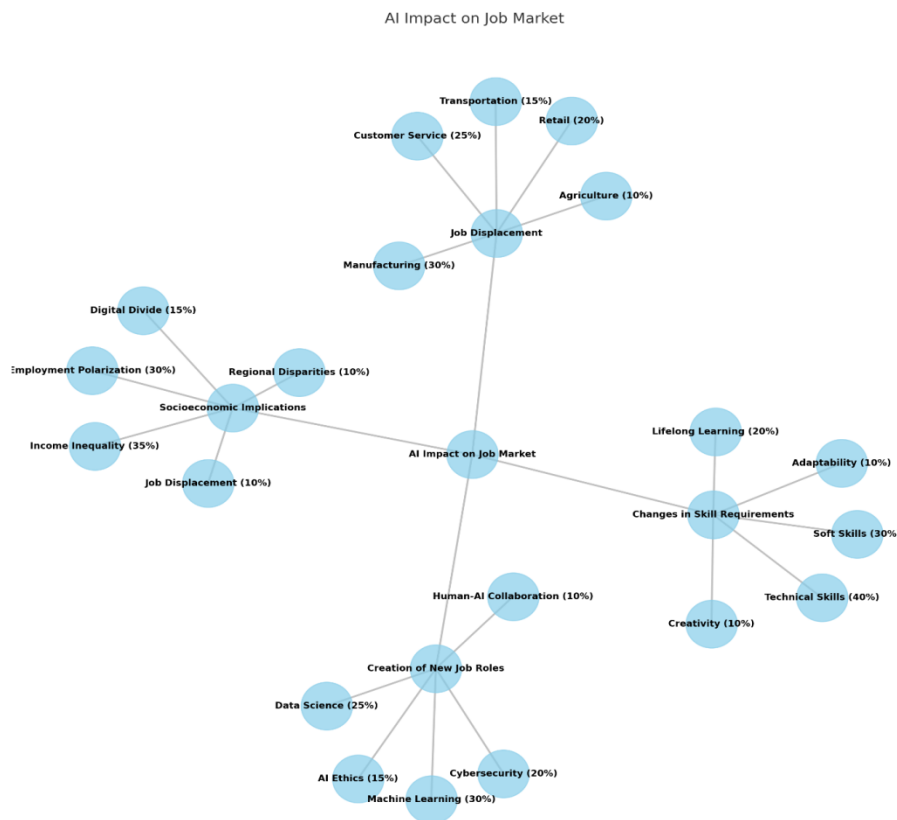 AI Impact on Job Market
Transportation (15%)
Retail (20%)
Customer Service (25%)
Agriculture (10%)
Job Displacement
Manufacturing (30%)
Digital Divide (15%)
Employment Polarization (30%)
Regional Disparities (10%)
Socioeconomic Implications
Income Inequality (35%)
Job Displacement (10%)
AI Impact on Job Market
Lifelong Learning (20%)
Adaptability (10%)
Changes in Skill Requirements
Soft Skills (30%
Technical Skills (40%)
Creativity (10%)
Human-AI Collaboration (10%)
Creation of New Job Roles
Data Science (25%)
AI Ethics (15%)
Cybersecurity (20%)
Machine Learning (30%)